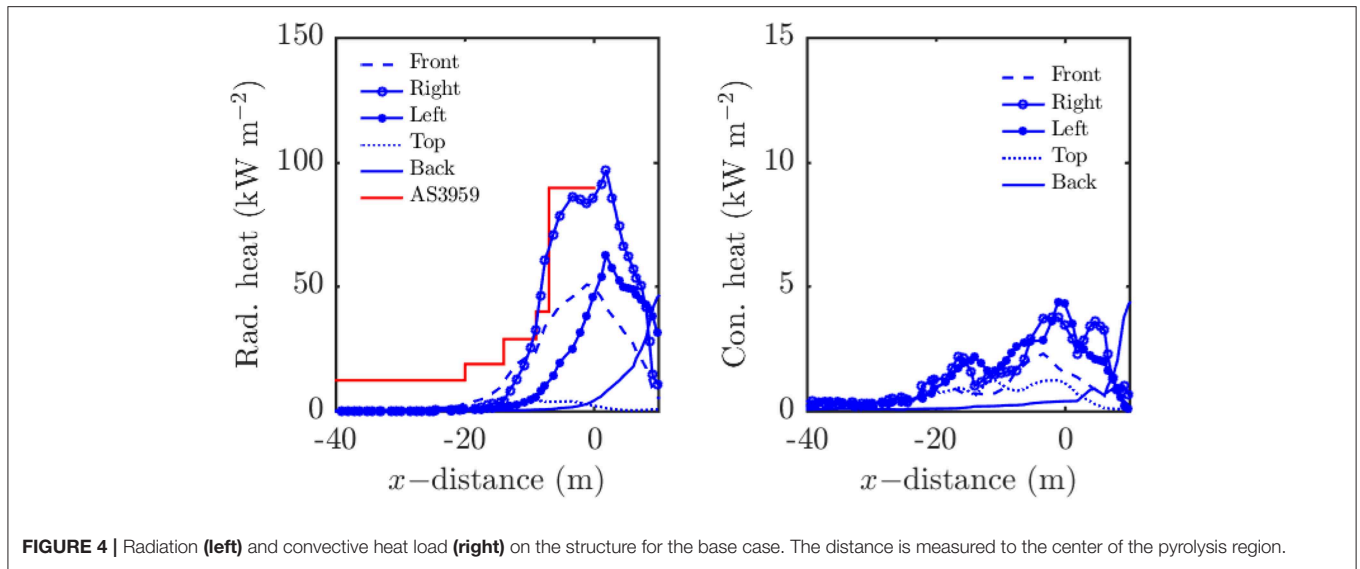 150
100
50
0
Rad. heat (kW m−2)
Front
Right
Left
Top
Back
AS3959
-40
-20
0
x−distance (m)
15
10
5
0
Con. heat (kW m−2)
Front
Right
Left
Top
Back
-40
-20
0
x−distance (m)
FIGURE 4 | Radiation (left) and convective heat load (right) on the structure for the base case. The distance is measured to the center of the pyrolysis region.